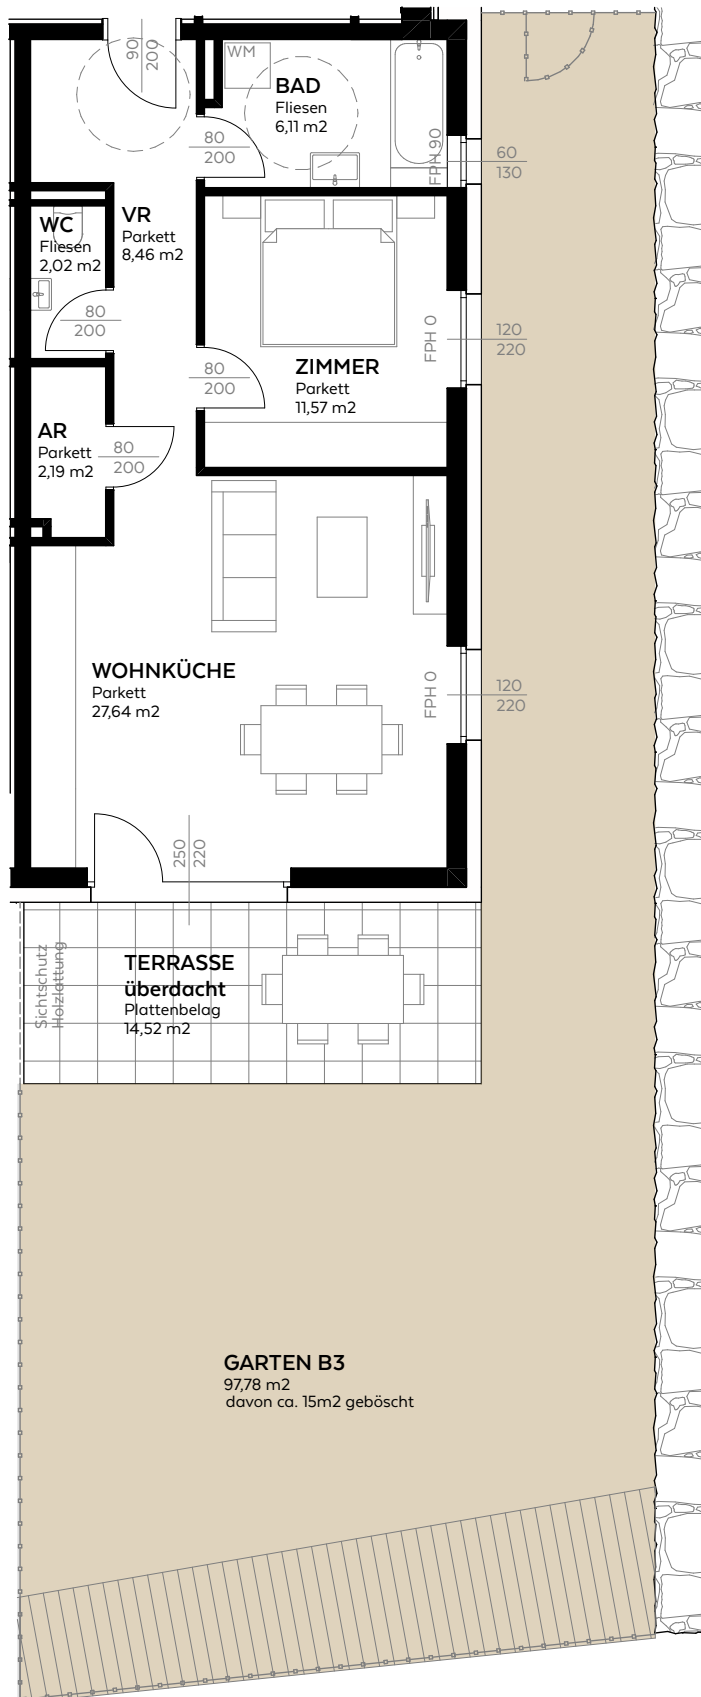 90
200
WM
BAD
Fliesen
6,11 m2
80
200
FPH 90
60
130
WC
Fliesen
2,02 m2
VR
Parkett
8,46 m2
80
200
FPH 0
120
220
ZIMMER
Parkett
11,57 m2
80
200
AR
Parkett
2,19 m2
80
200
WOHNKÜCHE
Parkett
27,64 m2
FPH 0
120
220
250
220
Sichtschutz
Holzlattung
TERRASSE
überdacht
Plattenbelag
14,52 m2
GARTEN B3
97,78 m2
davon ca. 15m2 geböscht